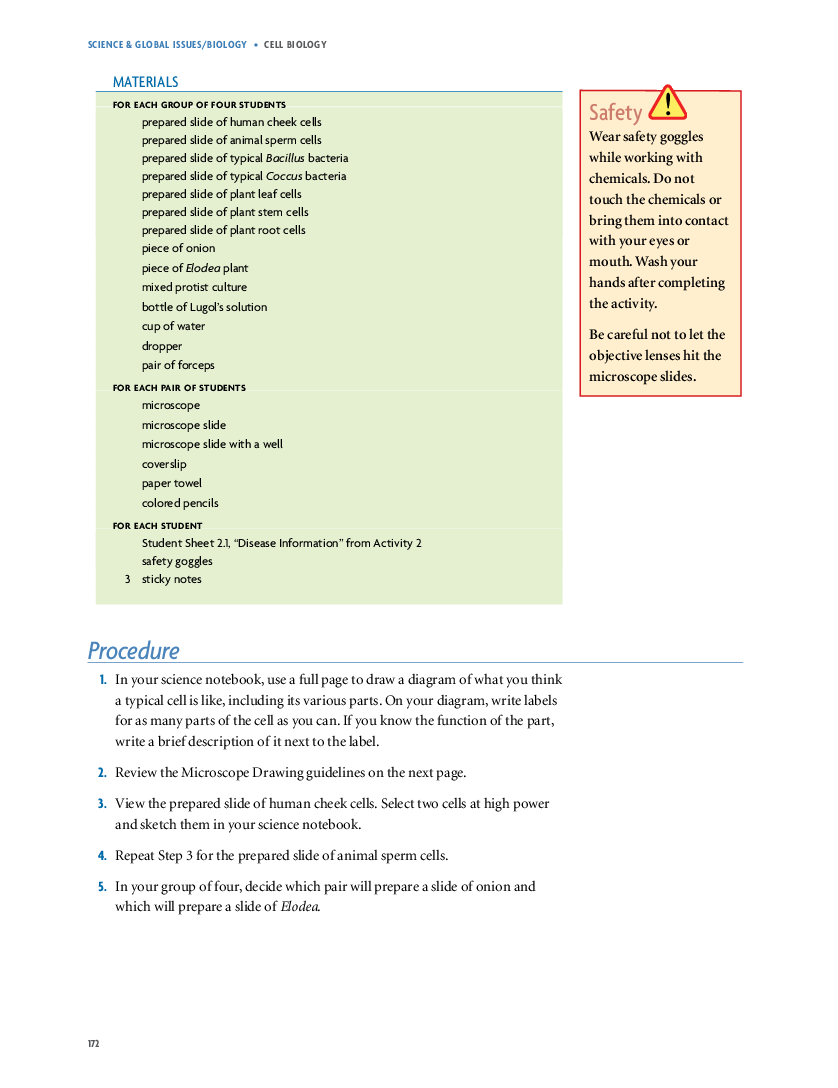 SCIENCE & GLOBAL ISSUES/BIOLOGY • CELL BIOLOGY
MATERIALS
FOR EACH GROUP OF FOUR STUDENTS
prepared slide of human cheek cells
prepared slide of animal sperm cells
prepared slide of typical Bacillus bacteria
prepared slide of typical Coccus bacteria
prepared slide of plant leaf cells
prepared slide of plant stem cells
prepared slide of plant root cells
piece of onion
piece of Elodea plant
mixed protist culture
bottle of Lugol's solution
cup of water
dropper
pair of forceps
FOR EACH PAIR OF STUDENTS
microscope
microscope slide
microscope slide with a well
coverslip
paper towel
colored pencils
FOR EACH STUDENT
Student Sheet 2.1, “Disease Information” from Activity 2
safety goggles
3 sticky notes
Safety !
Wear safety goggles
while working with
chemicals. Do not
touch the chemicals or
bring them into contact
with your eyes or
mouth. Wash your
hands after completing
the activity.
Be careful not to let the
objective lenses hit the
microscope slides.
Procedure
1. In your science notebook, use a full page to draw a diagram of what you think
a typical cell is like, including its various parts. On your diagram, write labels
for as many parts of the cell as you can. If you know the function of the part,
write a brief description of it next to the label.
2. Review the Microscope Drawing guidelines on the next page.
3. View the prepared slide of human cheek cells. Select two cells at high power
and sketch them in your science notebook.
4. Repeat Step 3 for the prepared slide of animal sperm cells.
5. In your group of four, decide which pair will prepare a slide of onion and
which will prepare a slide of Elodea.
172